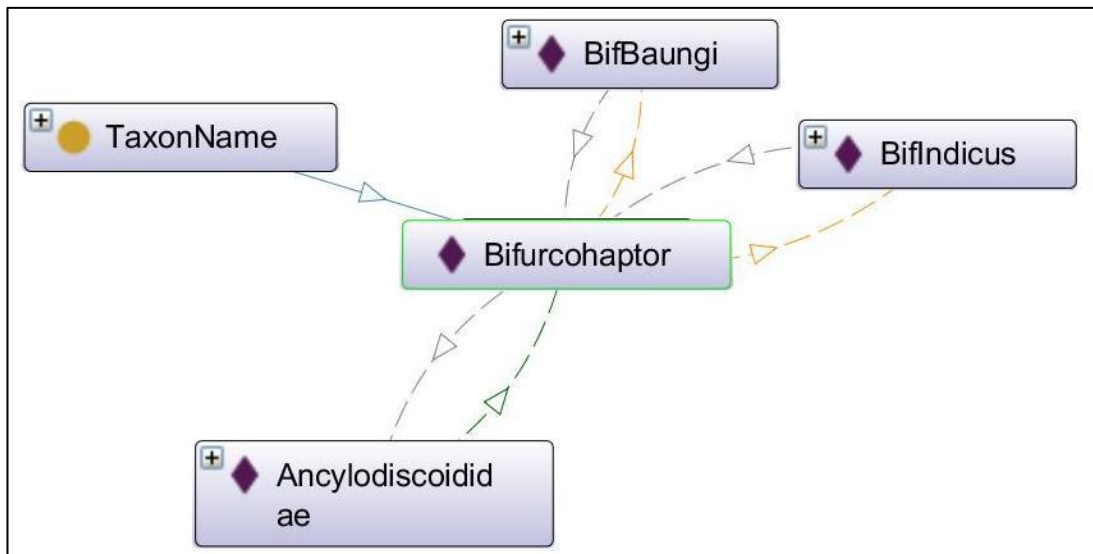 BifBaungi
TaxonName
BifIndicus
Bifurcohaptor
Ancylodiscoidid
ae